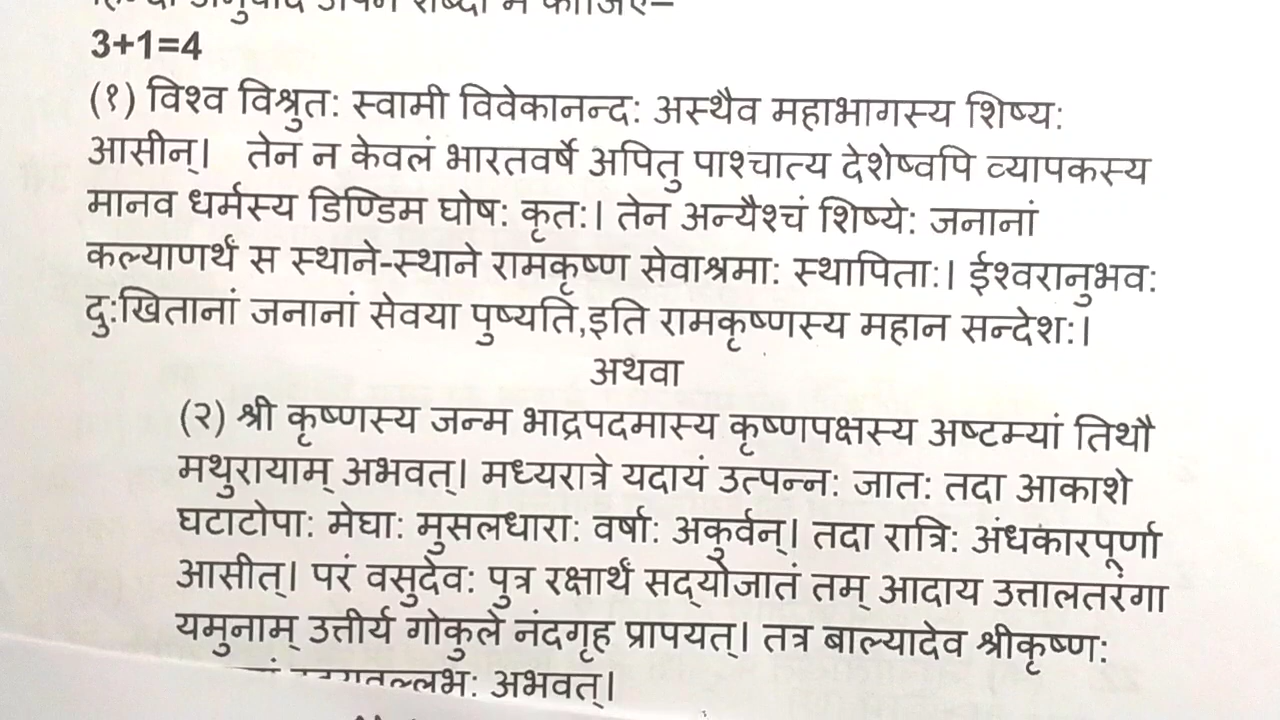 हिन्दी अनुवाद अपने शब्दों में कीजिए–
3+1=4
(१) विश्व विश्रुत: स्वामी विवेकानन्द: अस्थैव महाभागस्य शिष्य:
आसीन्। तेन न केवलं भारतवर्षे अपितु पाश्चात्य देशेष्वपि व्यापकस्य
मानव धर्मस्य डिण्डिम घोष: कृत:। तेन अन्यैश्चं शिष्ये: जनानां
कल्याणर्थं स स्थाने-स्थाने रामकृष्ण सेवाश्रमा: स्थापिता:। ईश्वरानुभव:
दु:खितानां जनानां सेवया पुष्यति,इति रामकृष्णस्य महान सन्देश:।
अथवा
(२) श्री कृष्णस्य जन्म भाद्रपदमास्य कृष्णपक्षस्य अष्टम्यां तिथौ
मथुरायाम् अभवत्। मध्यरात्रे यदायं उत्पन्न: जात: तदा आकाशे
घटाटोपा: मेघा: मुसलधारा: वर्षा: अकुर्वन्। तदा रात्रि: अंधकारपूर्णा
आसीत्। परं वसुदेव: पुत्र रक्षार्थं सद्‌योजातं तम् आदाय उत्तालतरंगा
यमुनाम् उत्तीर्य गोकुले नंदगृह प्रापयत्। तत्र बाल्यादेव श्रीकृष्ण:
अभवत्।